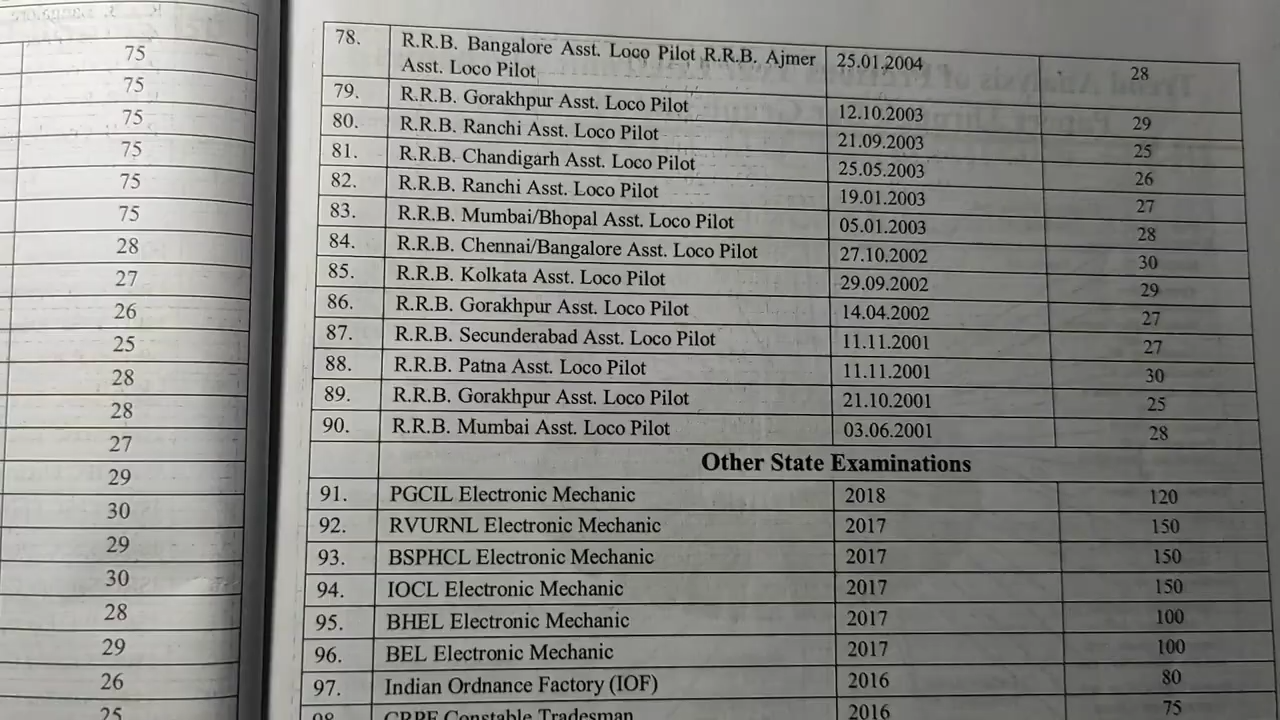 75
75
75
75
75
75
28
27
26
25
28
28
27
29
30
29
30
28
29
26
25
78. R.R.B. Bangalore Asst. Loco Pilot R.R.B. Ajmer Asst. Loco Pilot 25.01.2004 28
79. R.R.B. Gorakhpur Asst. Loco Pilot 12.10.2003 29
80. R.R.B. Ranchi Asst. Loco Pilot 21.09.2003 25
81. R.R.B. Chandigarh Asst. Loco Pilot 25.05.2003 26
82. R.R.B. Ranchi Asst. Loco Pilot 19.01.2003 27
83. R.R.B. Mumbai/Bhopal Asst. Loco Pilot 05.01.2003 28
84. R.R.B. Chennai/Bangalore Asst. Loco Pilot 27.10.2002 30
85. R.R.B. Kolkata Asst. Loco Pilot 29.09.2002 29
86. R.R.B. Gorakhpur Asst. Loco Pilot 14.04.2002 27
87. R.R.B. Secunderabad Asst. Loco Pilot 11.11.2001 27
88. R.R.B. Patna Asst. Loco Pilot 11.11.2001 30
89. R.R.B. Gorakhpur Asst. Loco Pilot 21.10.2001 25
90. R.R.B. Mumbai Asst. Loco Pilot 03.06.2001 28
Other State Examinations
91. PGCIL Electronic Mechanic 2018 120
92. RVURNL Electronic Mechanic 2017 150
93. BSPHCL Electronic Mechanic 2017 150
94. IOCL Electronic Mechanic 2017 150
95. BHEL Electronic Mechanic 2017 100
96. BEL Electronic Mechanic 2017 100
97. Indian Ordnance Factory (IOF) 2016 80
98. CRPF Constable Tradesman 2016 75